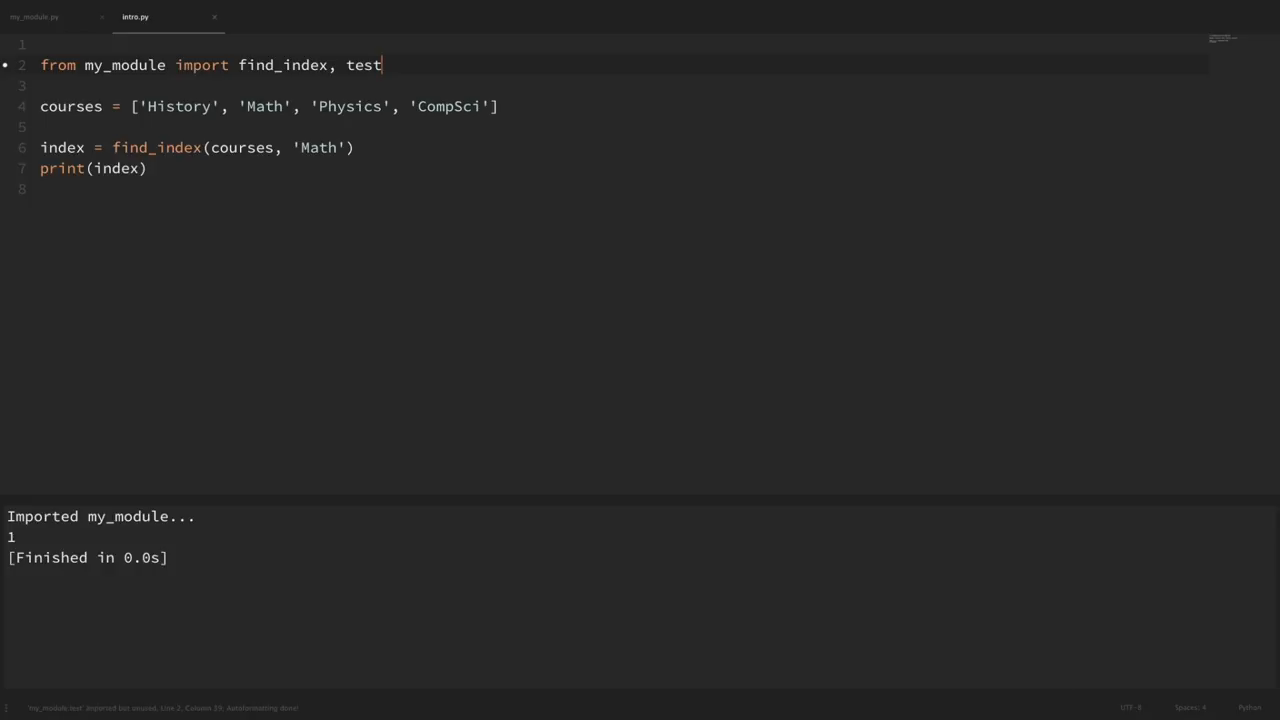 my_module.py × intro.py ×
1
2 from my_module import find_index, test
3
4 courses = ['History', 'Math', 'Physics', 'CompSci']
5
6 index = find_index(courses, 'Math')
7 print(index)
8
Imported my_module...
1
[Finished in 0.0s]
'my_module.test' imported but unused, Line 2, Column 39; Autoformatting done! UTF-8 Spaces: 4 Python